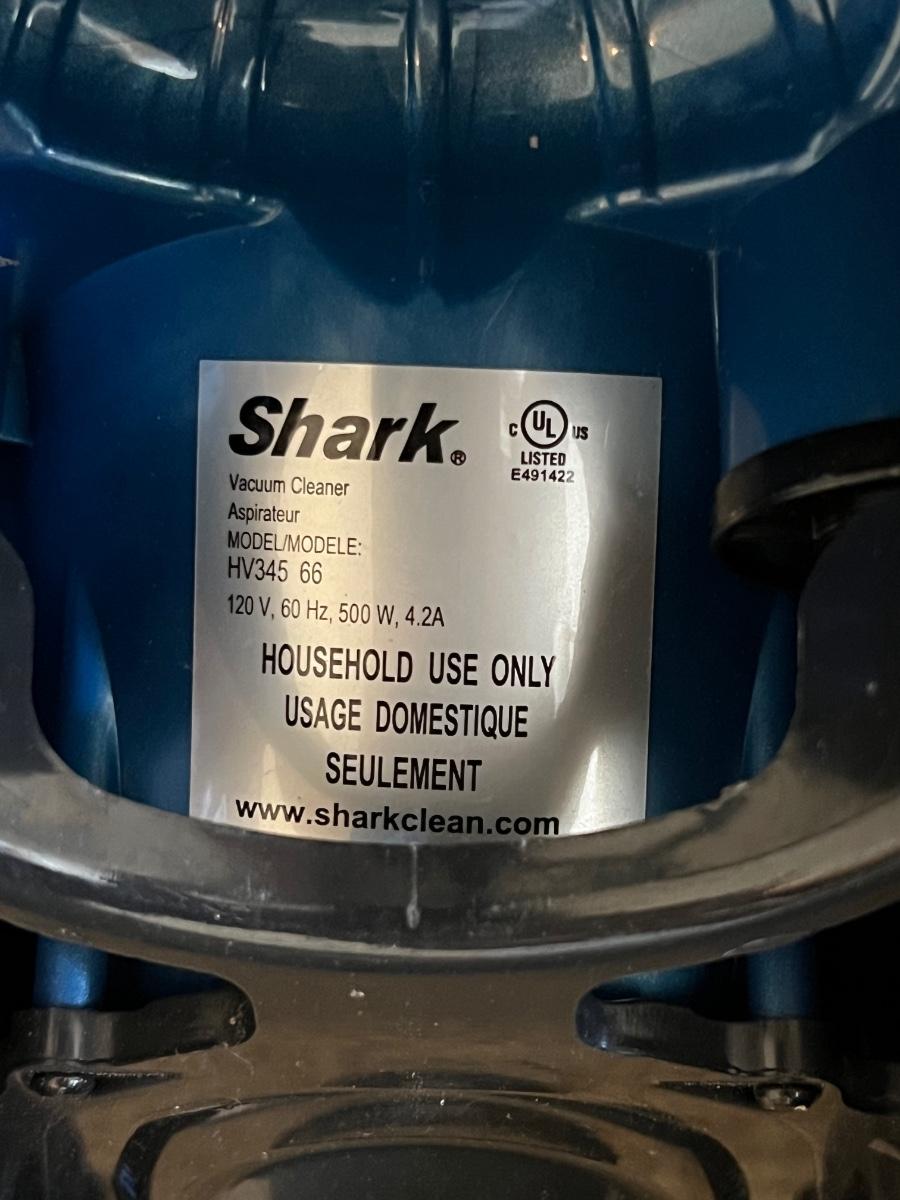 Shark®
C UL US
LISTED
E491422
Vacuum Cleaner
Aspirateur
MODEL/MODELE:
HV345 66
120 V, 60 Hz, 500 W, 4.2A
HOUSEHOLD USE ONLY
USAGE DOMESTIQUE
SEULEMENT
www.sharkclean.com